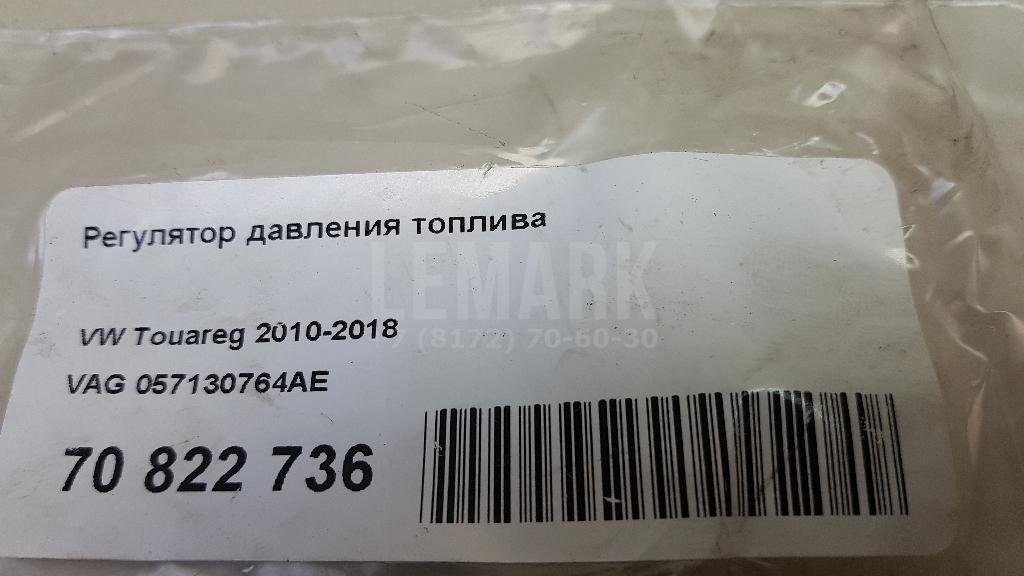 Регулятор давления топлива
LEMARK
(8172) 70-60-30
VW Touareg 2010-2018
VAG 057130764AE
70 822 736